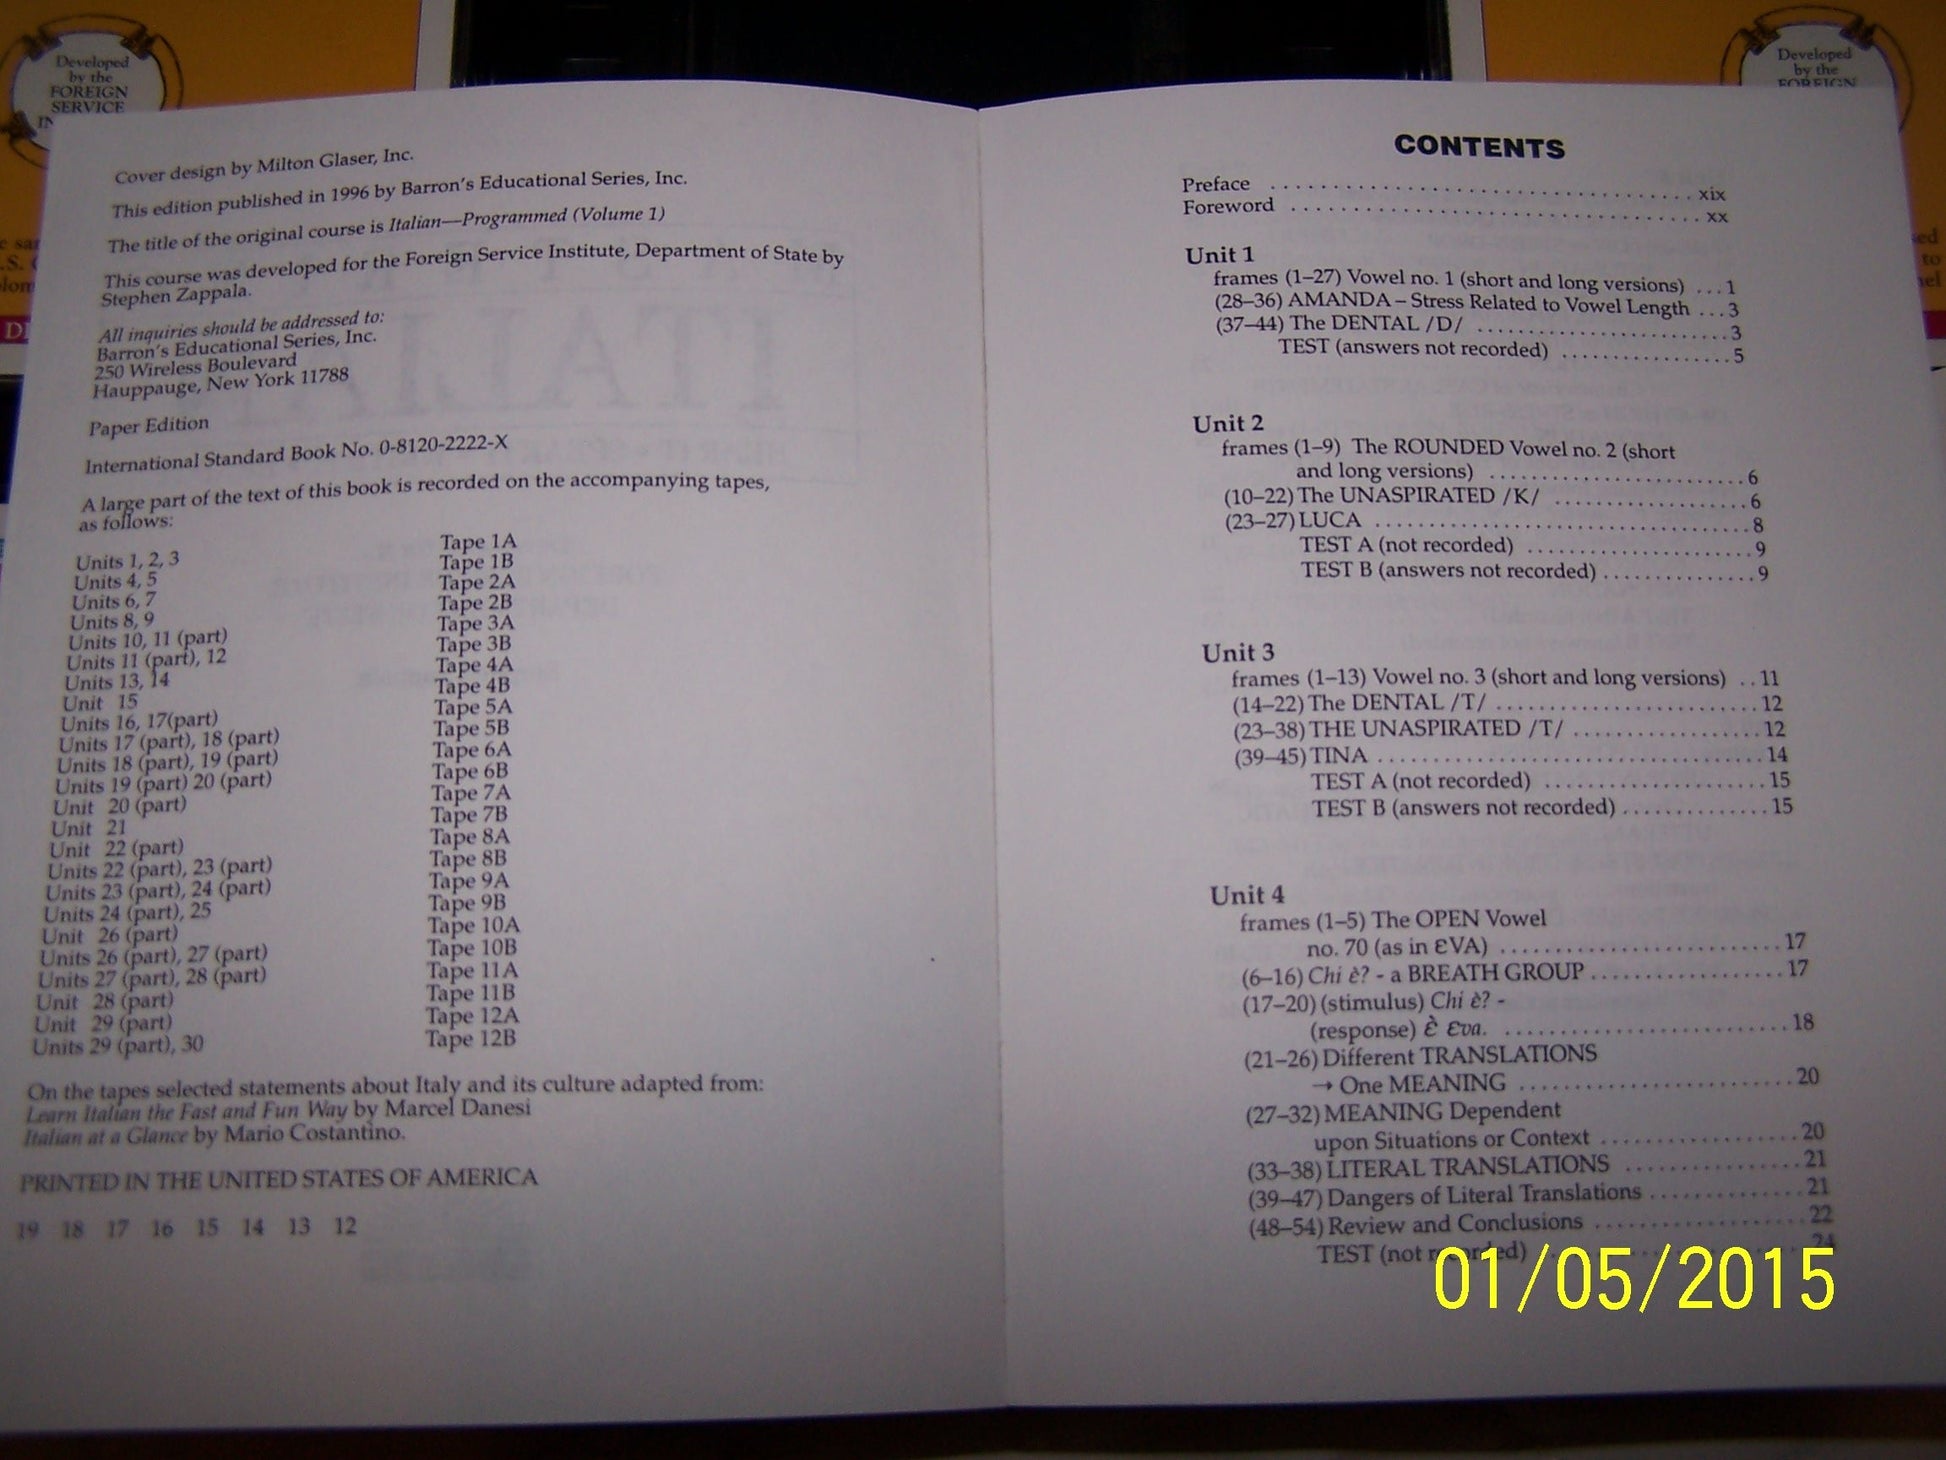 Developed
by the
FOREIGN
SERVICE
IN
Developed
by the
FOREIGN
Cover design by Milton Glaser, Inc.
This edition published in 1996 by Barron's Educational Series, Inc.
The title of the original course is Italian—Programmed (Volume 1)
This course was developed for the Foreign Service Institute, Department of State by
Stephen Zappala.
All inquiries should be addressed to:
Barron's Educational Series, Inc.
250 Wireless Boulevard
Hauppauge, New York 11788
Paper Edition
International Standard Book No. 0-8120-2222-X
A large part of the text of this book is recorded on the accompanying tapes,
as follows:
Units 1, 2, 3 Tape 1A
Units 4, 5 Tape 1B
Units 6, 7 Tape 2A
Units 8, 9 Tape 2B
Units 10, 11 (part) Tape 3A
Units 11 (part), 12 Tape 3B
Units 13, 14 Tape 4A
Unit 15 Tape 4B
Units 16, 17(part) Tape 5A
Units 17 (part), 18 (part) Tape 5B
Units 18 (part), 19 (part) Tape 6A
Units 19 (part) 20 (part) Tape 6B
Unit 20 (part) Tape 7A
Unit 21 Tape 7B
Unit 22 (part) Tape 8A
Units 22 (part), 23 (part) Tape 8B
Units 23 (part), 24 (part) Tape 9A
Units 24 (part), 25 Tape 9B
Unit 26 (part) Tape 10A
Units 26 (part), 27 (part) Tape 10B
Units 27 (part), 28 (part) Tape 11A
Unit 28 (part) Tape 11B
Unit 29 (part) Tape 12A
Units 29 (part), 30 Tape 12B
On the tapes selected statements about Italy and its culture adapted from:
Learn Italian the Fast and Fun Way by Marcel Danesi
Italian at a Glance by Mario Costantino.
PRINTED IN THE UNITED STATES OF AMERICA
19 18 17 16 15 14 13 12
CONTENTS
Preface ........ xix
Foreword ........ xx
Unit 1
frames (1–27) Vowel no. 1 (short and long versions) ...1
(28–36) AMANDA – Stress Related to Vowel Length ...3
(37–44) The DENTAL /D/ ........ 3
TEST (answers not recorded) ........ 5
Unit 2
frames (1–9) The ROUNDED Vowel no. 2 (short
and long versions) ........ 6
(10–22) The UNASPIRATED /K/ ........ 6
(23–27) LUCA ........ 8
TEST A (not recorded) ........ 9
TEST B (answers not recorded) ........ 9
Unit 3
frames (1–13) Vowel no. 3 (short and long versions) ..11
(14–22) The DENTAL /T/ ........ 12
(23–38) THE UNASPIRATED /T/ ........ 12
(39–45) TINA ........ 14
TEST A (not recorded) ........ 15
TEST B (answers not recorded) ........ 15
Unit 4
frames (1–5) The OPEN Vowel
no. 70 (as in ƐVA) ........ 17
(6–16) Chi è? - a BREATH GROUP ........ 17
(17–20) (stimulus) Chi è? -
(response) È Ɛva. ........ 18
(21–26) Different TRANSLATIONS
→ One MEANING ........ 20
(27–32) MEANING Dependent
upon Situations or Context ........ 20
(33–38) LITERAL TRANSLATIONS ........ 21
(39–47) Dangers of Literal Translations ........ 21
(48–54) Review and Conclusions ........ 22
TEST (not recorded) ........ 24
01/05/2015